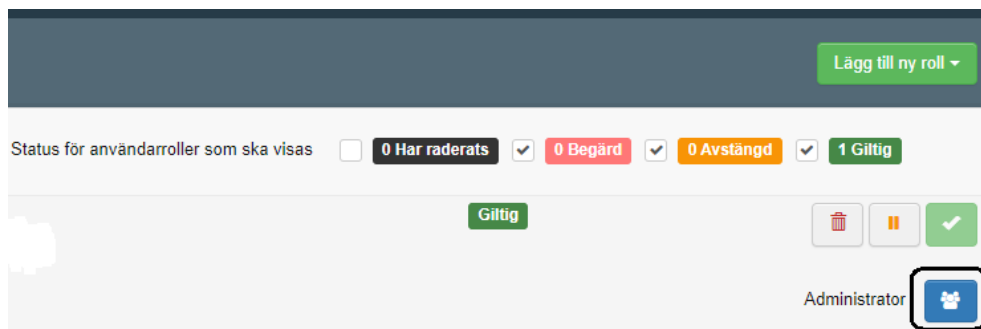 Lägg till ny roll
Status för användarroller som ska visas 0 Har raderats 0 Begärd 0 Avstängd 1 Giltig
Giltig
Administrator